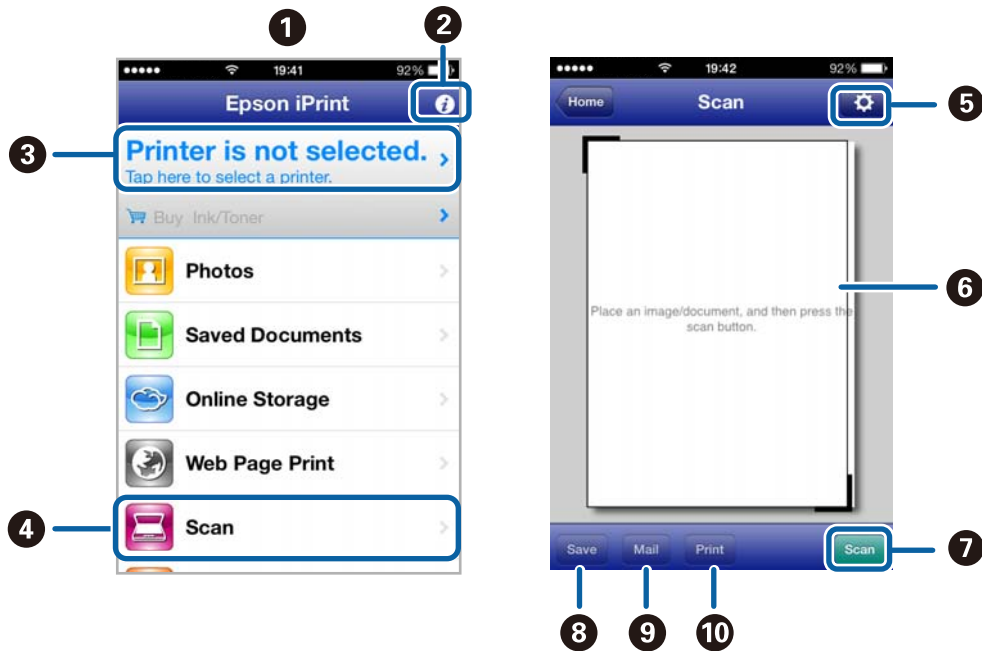 1
2
19:41
92%
Epson iPrint
i
3
Printer is not selected.
Tap here to select a printer.
Buy Ink/Toner
Photos
Saved Documents
Online Storage
Web Page Print
4
Scan
19:42
92%
Home
Scan
5
6
Place an image/document, and then press the
scan button.
Save
Mail
Print
Scan
7
8
9
10